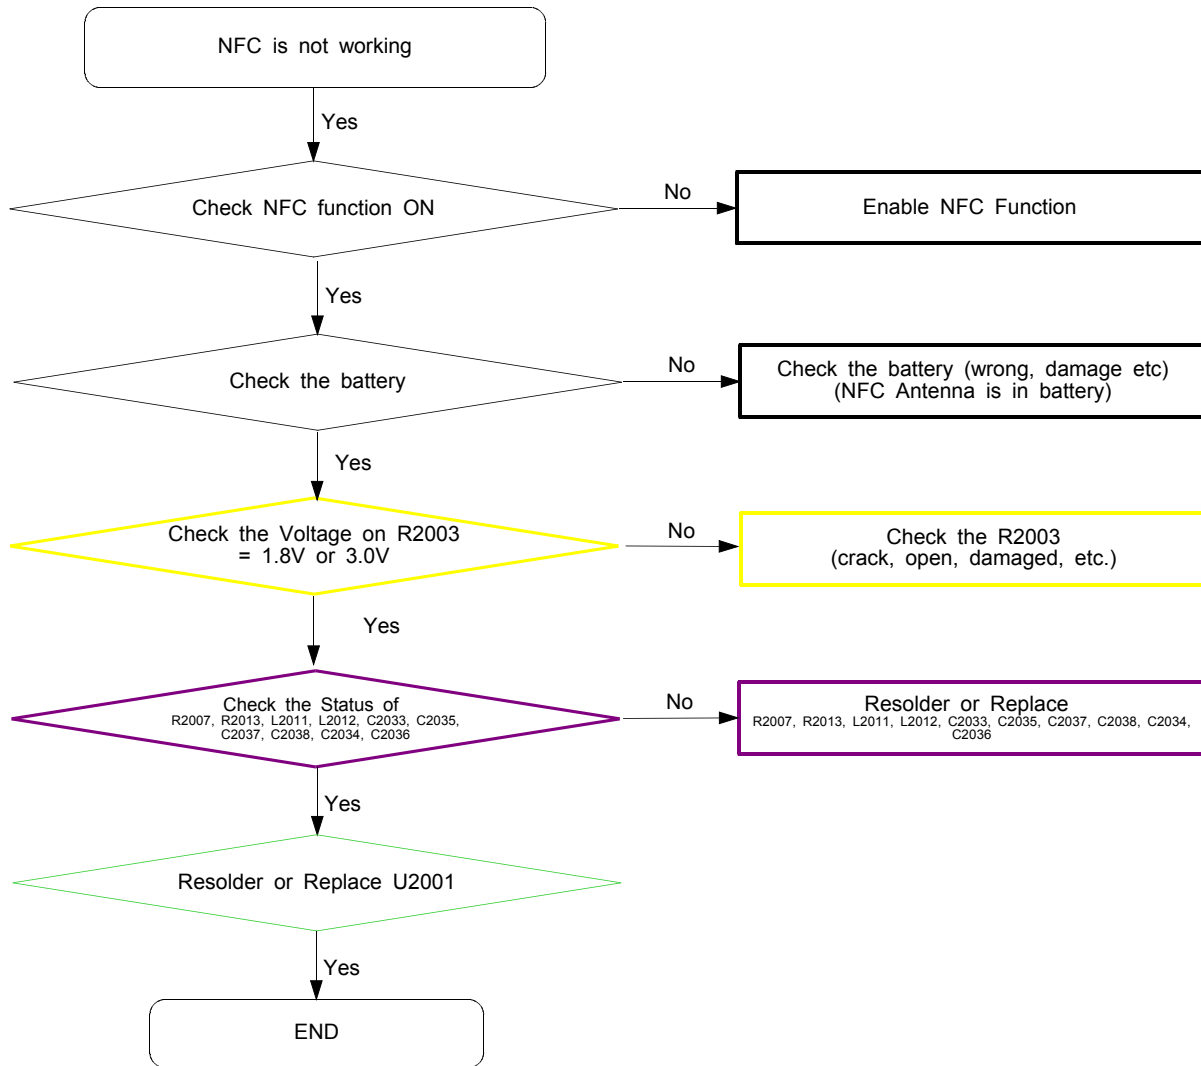 NFC is not working
Yes
Check NFC function ON
No
Enable NFC Function
Yes
Check the battery
No
Check the battery (wrong, damage etc)
(NFC Antenna is in battery)
Yes
Check the Voltage on R2003
= 1.8V or 3.0V
No
Check the R2003
(crack, open, damaged, etc.)
Yes
Check the Status of
R2007, R2013, L2011, L2012, C2033, C2035,
C2037, C2038, C2034, C2036
No
Resolder or Replace
R2007, R2013, L2011, L2012, C2033, C2035, C2037, C2038, C2034,
C2036
Yes
Resolder or Replace U2001
Yes
END